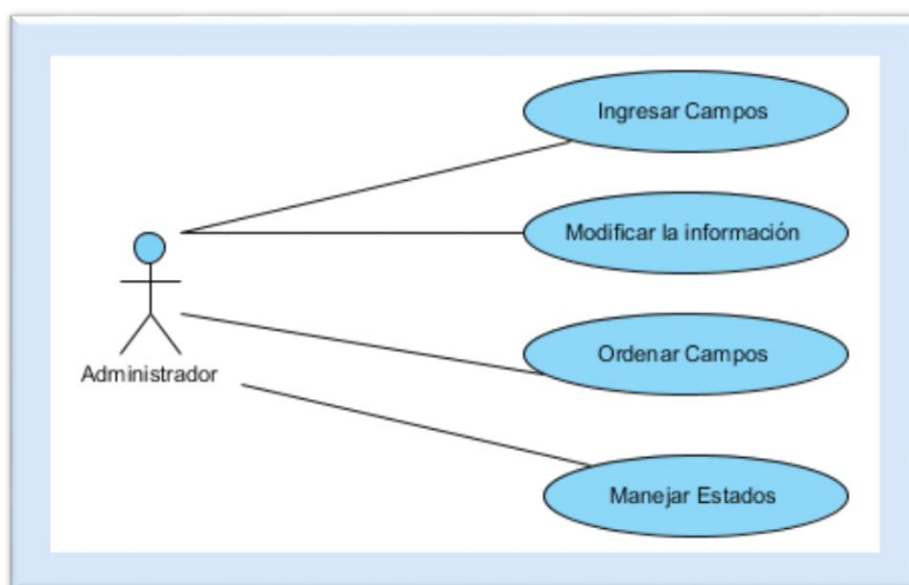 Ingresar Campos
Modificar la información
Ordenar Campos
Administrador
Manejar Estados